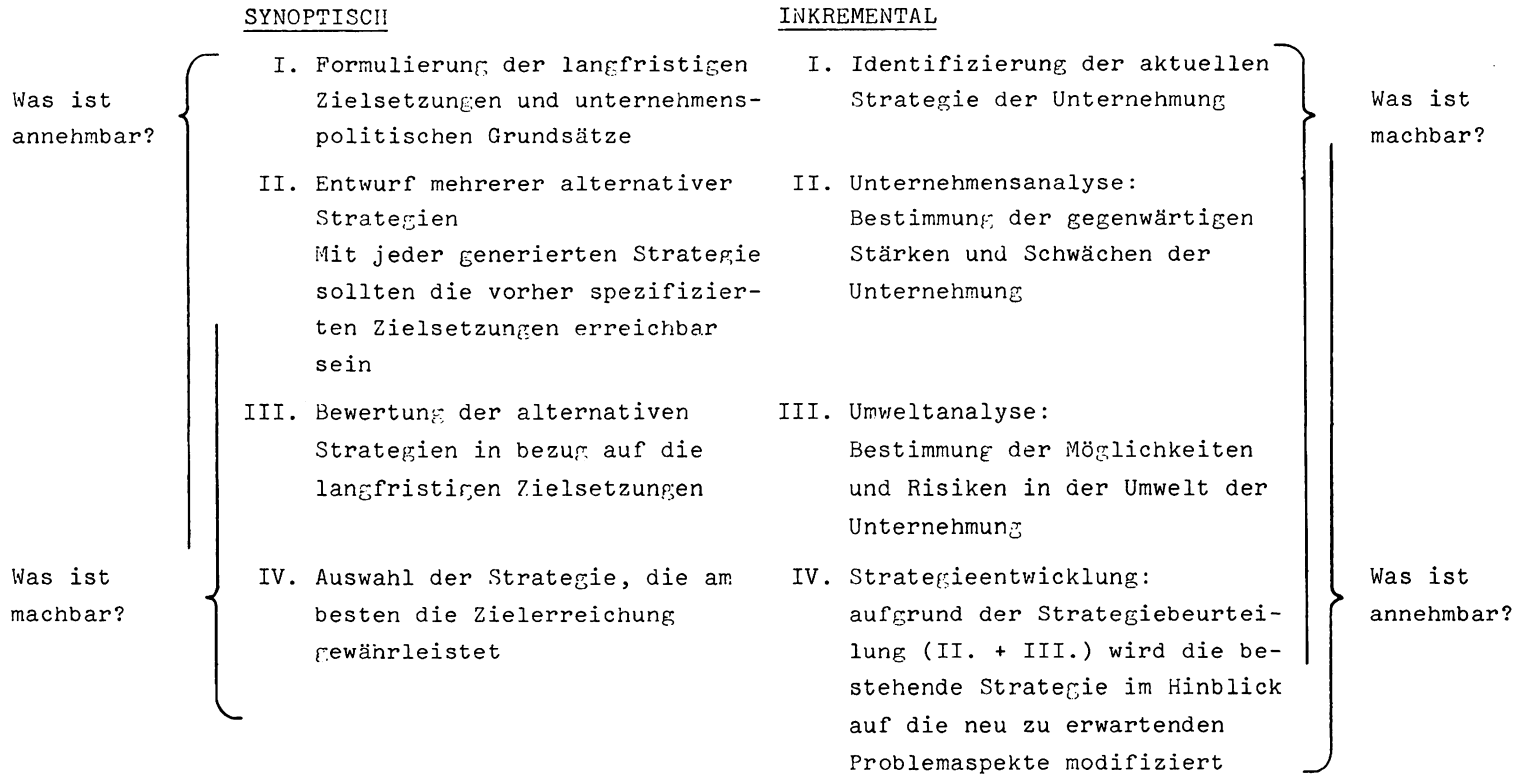 SYNOPTISCH
INKREMENTAL
Was ist
annehmbar?
I. Formulierung der langfristigen
Zielsetzungen und unternehmens-
politischen Grundsätze
II. Entwurf mehrerer alternativer
Strategien
Mit jeder generierten Strategie
sollten die vorher spezifizier-
ten Zielsetzungen erreichbar
sein
III. Bewertung der alternativen
Strategien in bezug auf die
langfristigen Zielsetzungen
Was ist
machbar?
IV. Auswahl der Strategie, die am
besten die Zielerreichung
gewährleistet
I. Identifizierung der aktuellen
Strategie der Unternehmung
Was ist
machbar?
II. Unternehmensanalyse:
Bestimmung der gegenwärtigen
Stärken und Schwächen der
Unternehmung
III. Umweltanalyse:
Bestimmung der Möglichkeiten
und Risiken in der Umwelt der
Unternehmung
IV. Strategieentwicklung:
aufgrund der Strategiebeurtei-
lung (II. + III.) wird die be-
stehende Strategie im Hinblick
auf die neu zu erwartenden
Problemaspekte modifiziert
Was ist
annehmbar?